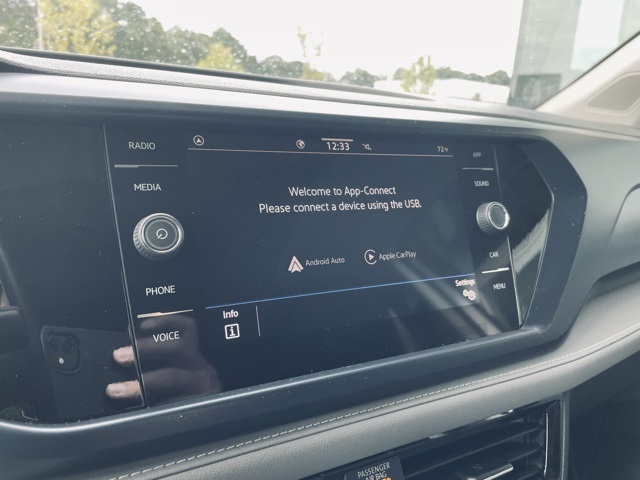 RADIO
MEDIA
PHONE
VOICE
12:33
72°F
Welcome to App-Connect
Please connect a device using the USB.
Android Auto
Apple CarPlay
Info
Settings
APP
SOUND
CAR
MENU
PASSENGER
AIR BAG